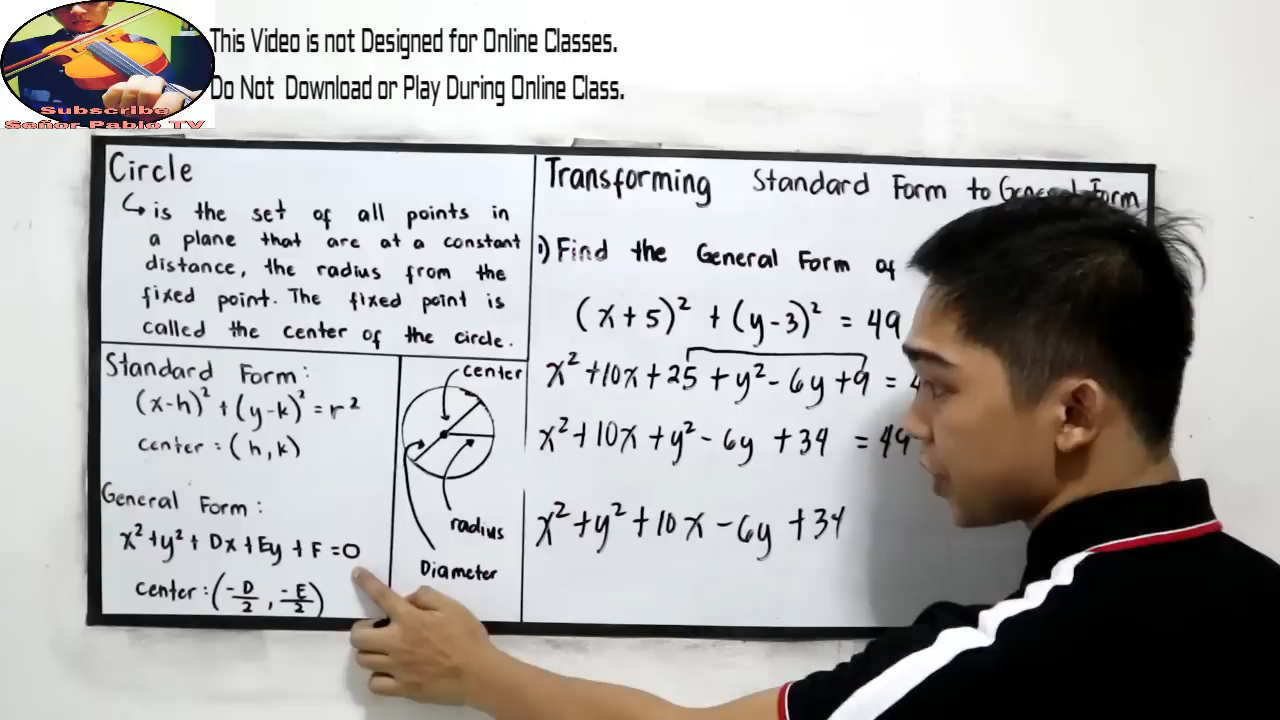 This Video is not Designed for Online Classes.
Do Not Download or Play During Online Class.
Subscribe
Señor Pablo TV
Circle
↳ is the set of all points in
a plane that are at a constant
distance, the radius from the
fixed point. The fixed point is
called the center of the circle.
Standard Form:
(x-h)² + (y-k)² = r²
center : (h, k)
General Form:
x² + y² + Dx + Ey + F = 0
center : (-D/2, -E/2)
center
radius
Diameter
Transforming Standard Form to General Form
1) Find the General Form of
(x+5)² + (y-3)² = 49
x² + 10x + 25 + y² - 6y + 9 =
x² + 10x + y² - 6y + 34 = 49
x² + y² + 10x - 6y + 34